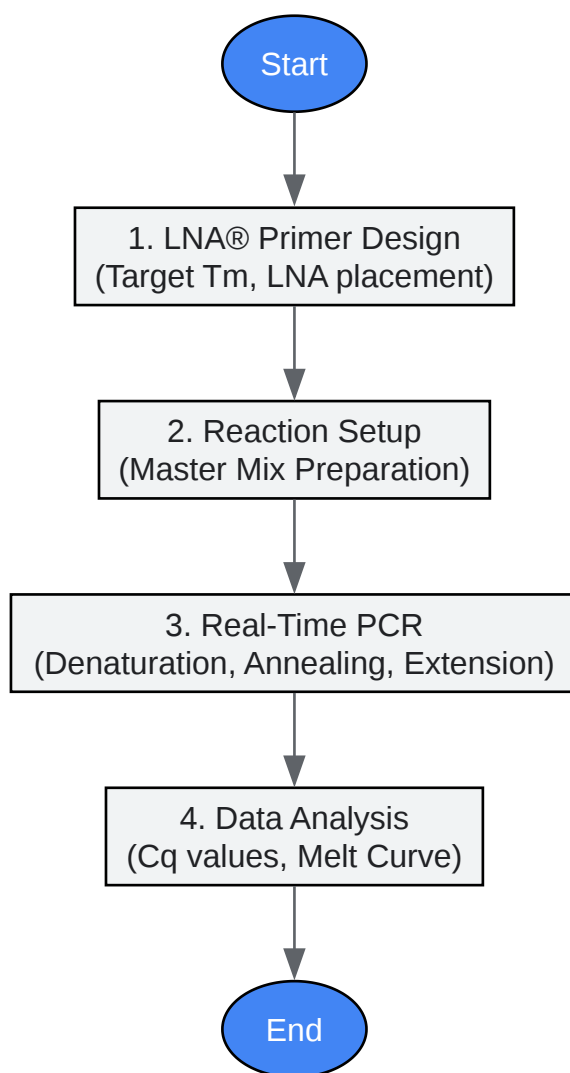 Start
1. LNA® Primer Design
(Target Tm, LNA placement)
2. Reaction Setup
(Master Mix Preparation)
3. Real-Time PCR
(Denaturation, Annealing, Extension)
4. Data Analysis
(Cq values, Melt Curve)
End